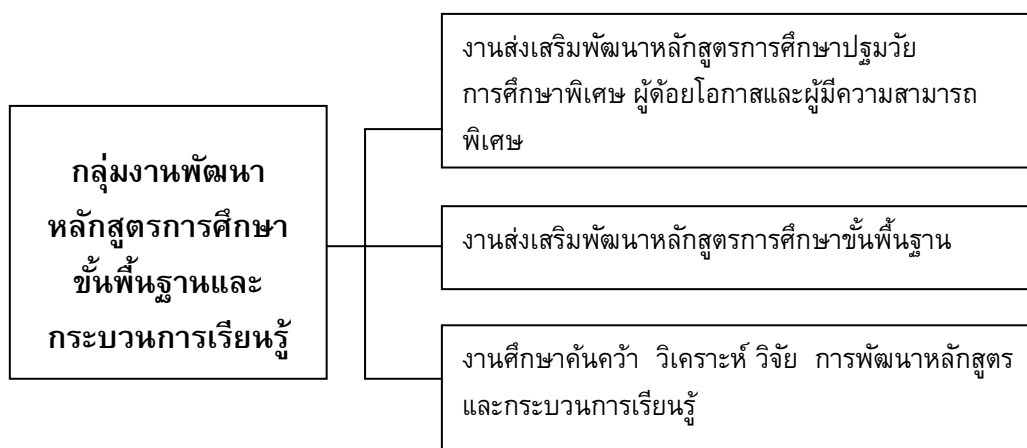 งานส่งเสริมพัฒนาหลักสูตรการศึกษาปฐมวัย
การศึกษาพิเศษ ผู้ด้อยโอกาสและผู้มีความสามารถ
พิเศษ
กลุ่มงานพัฒนา
หลักสูตรการศึกษา
ขั้นพื้นฐานและ
กระบวนการเรียนรู้
งานส่งเสริมพัฒนาหลักสูตรการศึกษาขั้นพื้นฐาน
งานศึกษาค้นคว้า วิเคราะห์ วิจัย การพัฒนาหลักสูตร
และกระบวนการเรียนรู้